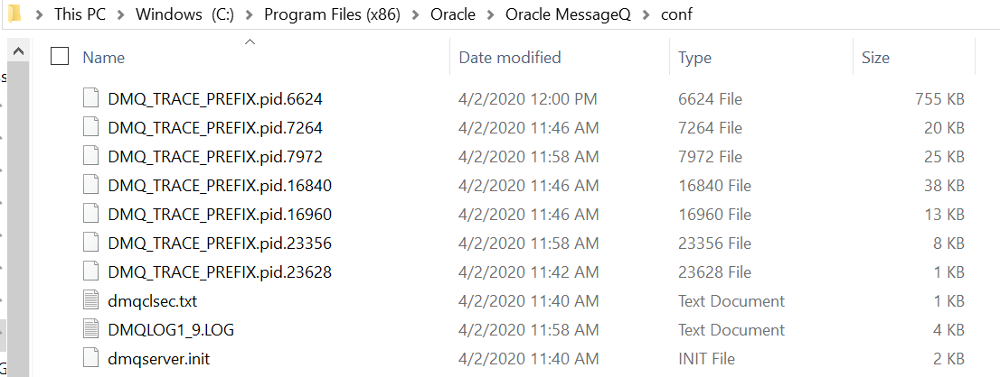 This PC > Windows (C:) > Program Files (x86) > Oracle > Oracle MessageQ > conf
Name Date modified Type Size
DMQ_TRACE_PREFIX.pid.6624 4/2/2020 12:00 PM 6624 File 755 KB
DMQ_TRACE_PREFIX.pid.7264 4/2/2020 11:46 AM 7264 File 20 KB
DMQ_TRACE_PREFIX.pid.7972 4/2/2020 11:58 AM 7972 File 25 KB
DMQ_TRACE_PREFIX.pid.16840 4/2/2020 11:46 AM 16840 File 38 KB
DMQ_TRACE_PREFIX.pid.16960 4/2/2020 11:46 AM 16960 File 13 KB
DMQ_TRACE_PREFIX.pid.23356 4/2/2020 11:58 AM 23356 File 8 KB
DMQ_TRACE_PREFIX.pid.23628 4/2/2020 11:42 AM 23628 File 1 KB
dmqclsec.txt 4/2/2020 11:40 AM Text Document 1 KB
DMQLOG1_9.LOG 4/2/2020 11:58 AM Text Document 4 KB
dmqserver.init 4/2/2020 11:40 AM INIT File 2 KB